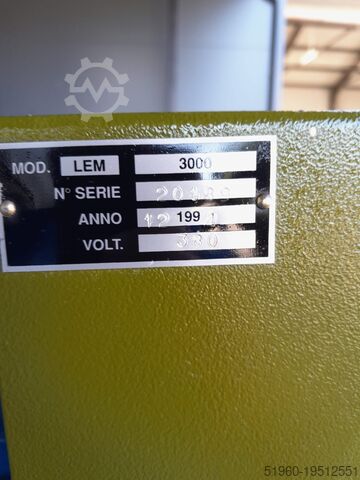 MOD. LEM 3000
N° SERIE
ANNO 12 199
VOLT. 380
51960-19512551